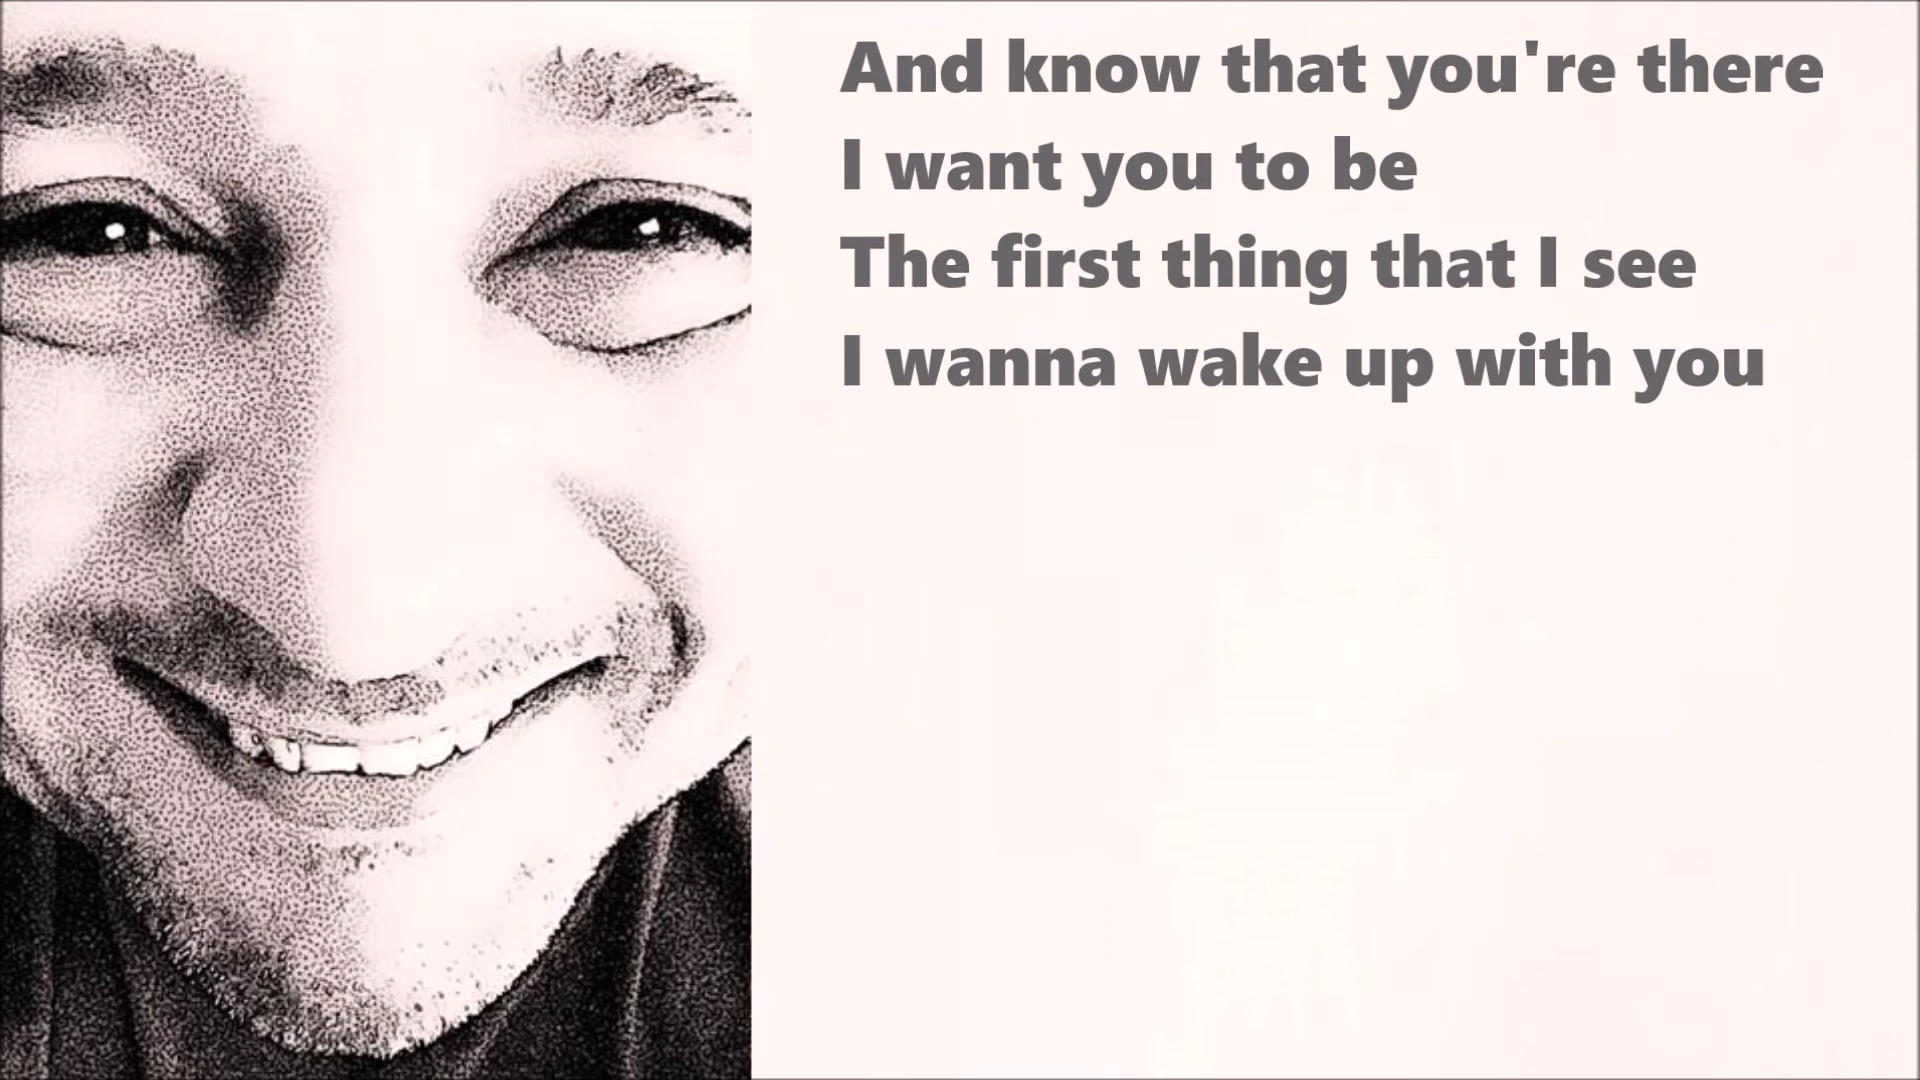 And know that you're there
I want you to be
The first thing that I see
I wanna wake up with you